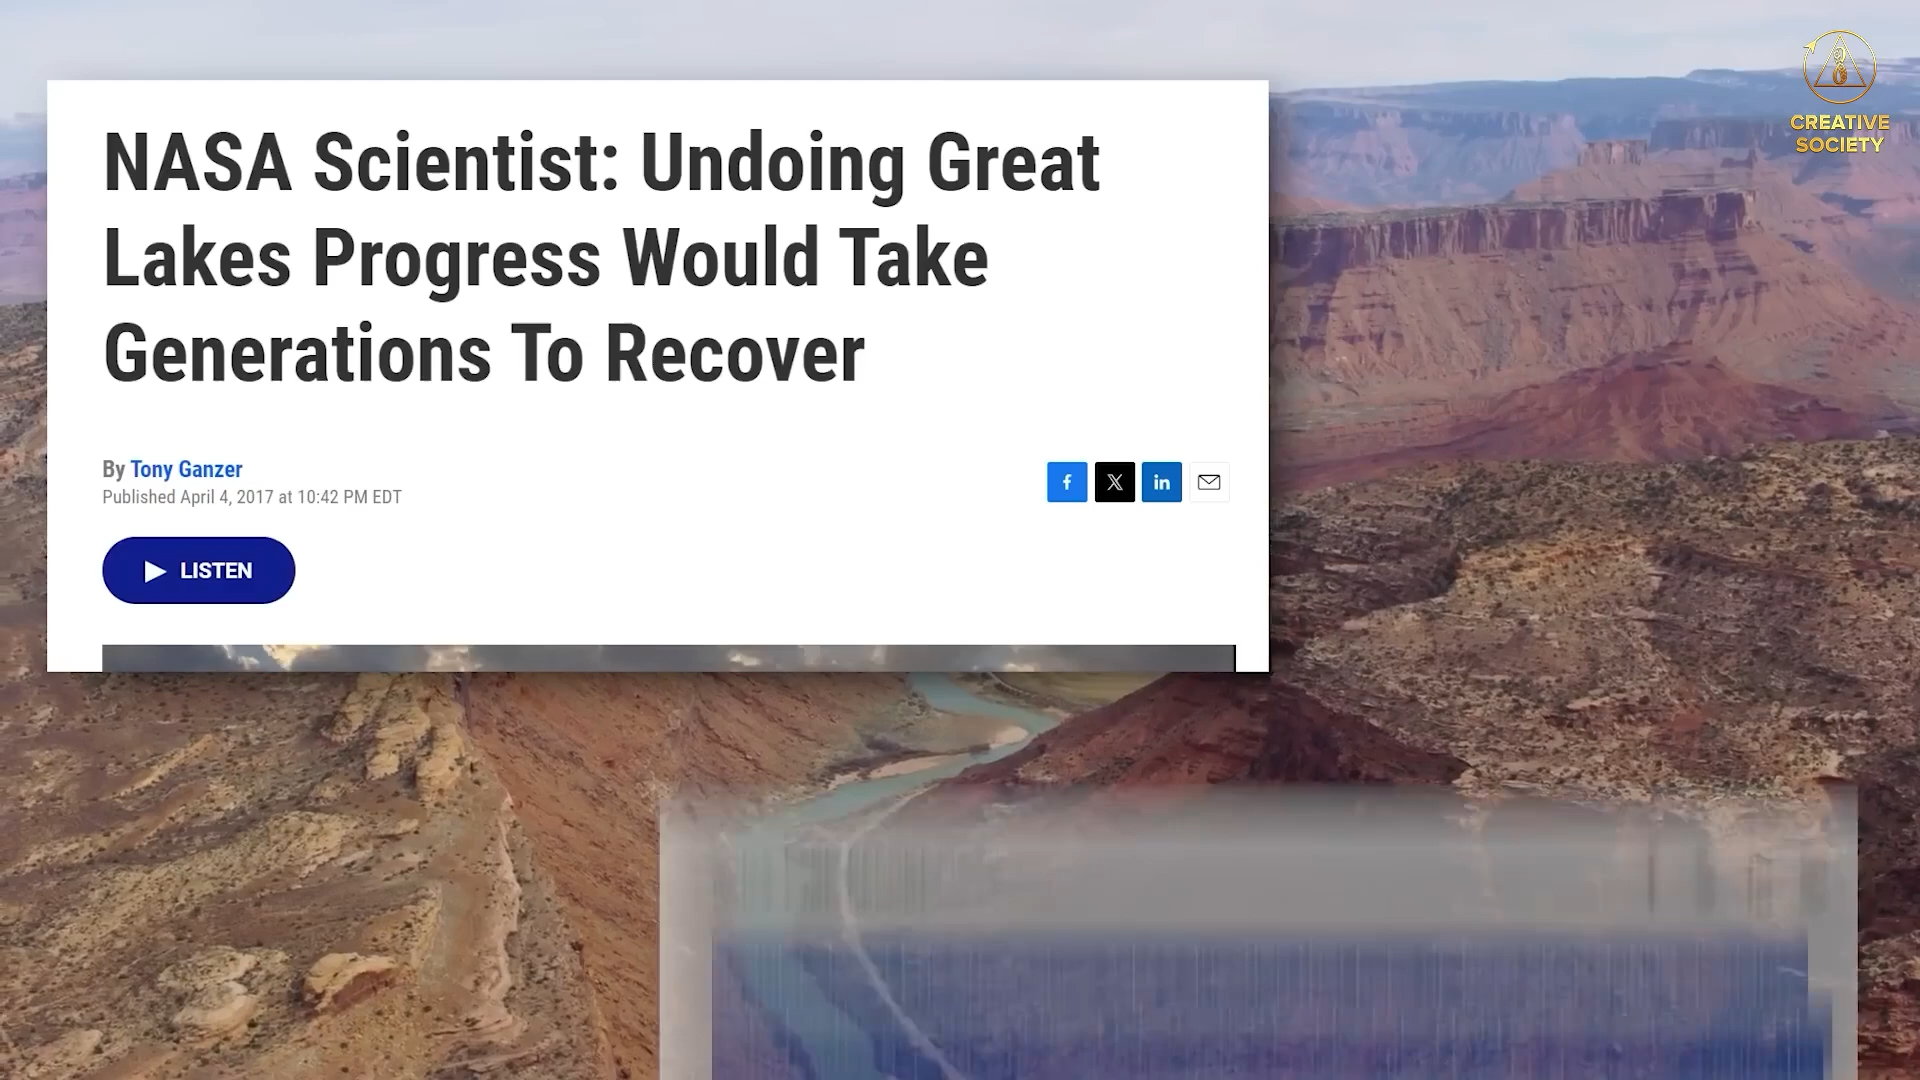 CREATIVE
SOCIETY
NASA Scientist: Undoing Great
Lakes Progress Would Take
Generations To Recover
By Tony Ganzer
Published April 4, 2017 at 10:42 PM EDT
LISTEN